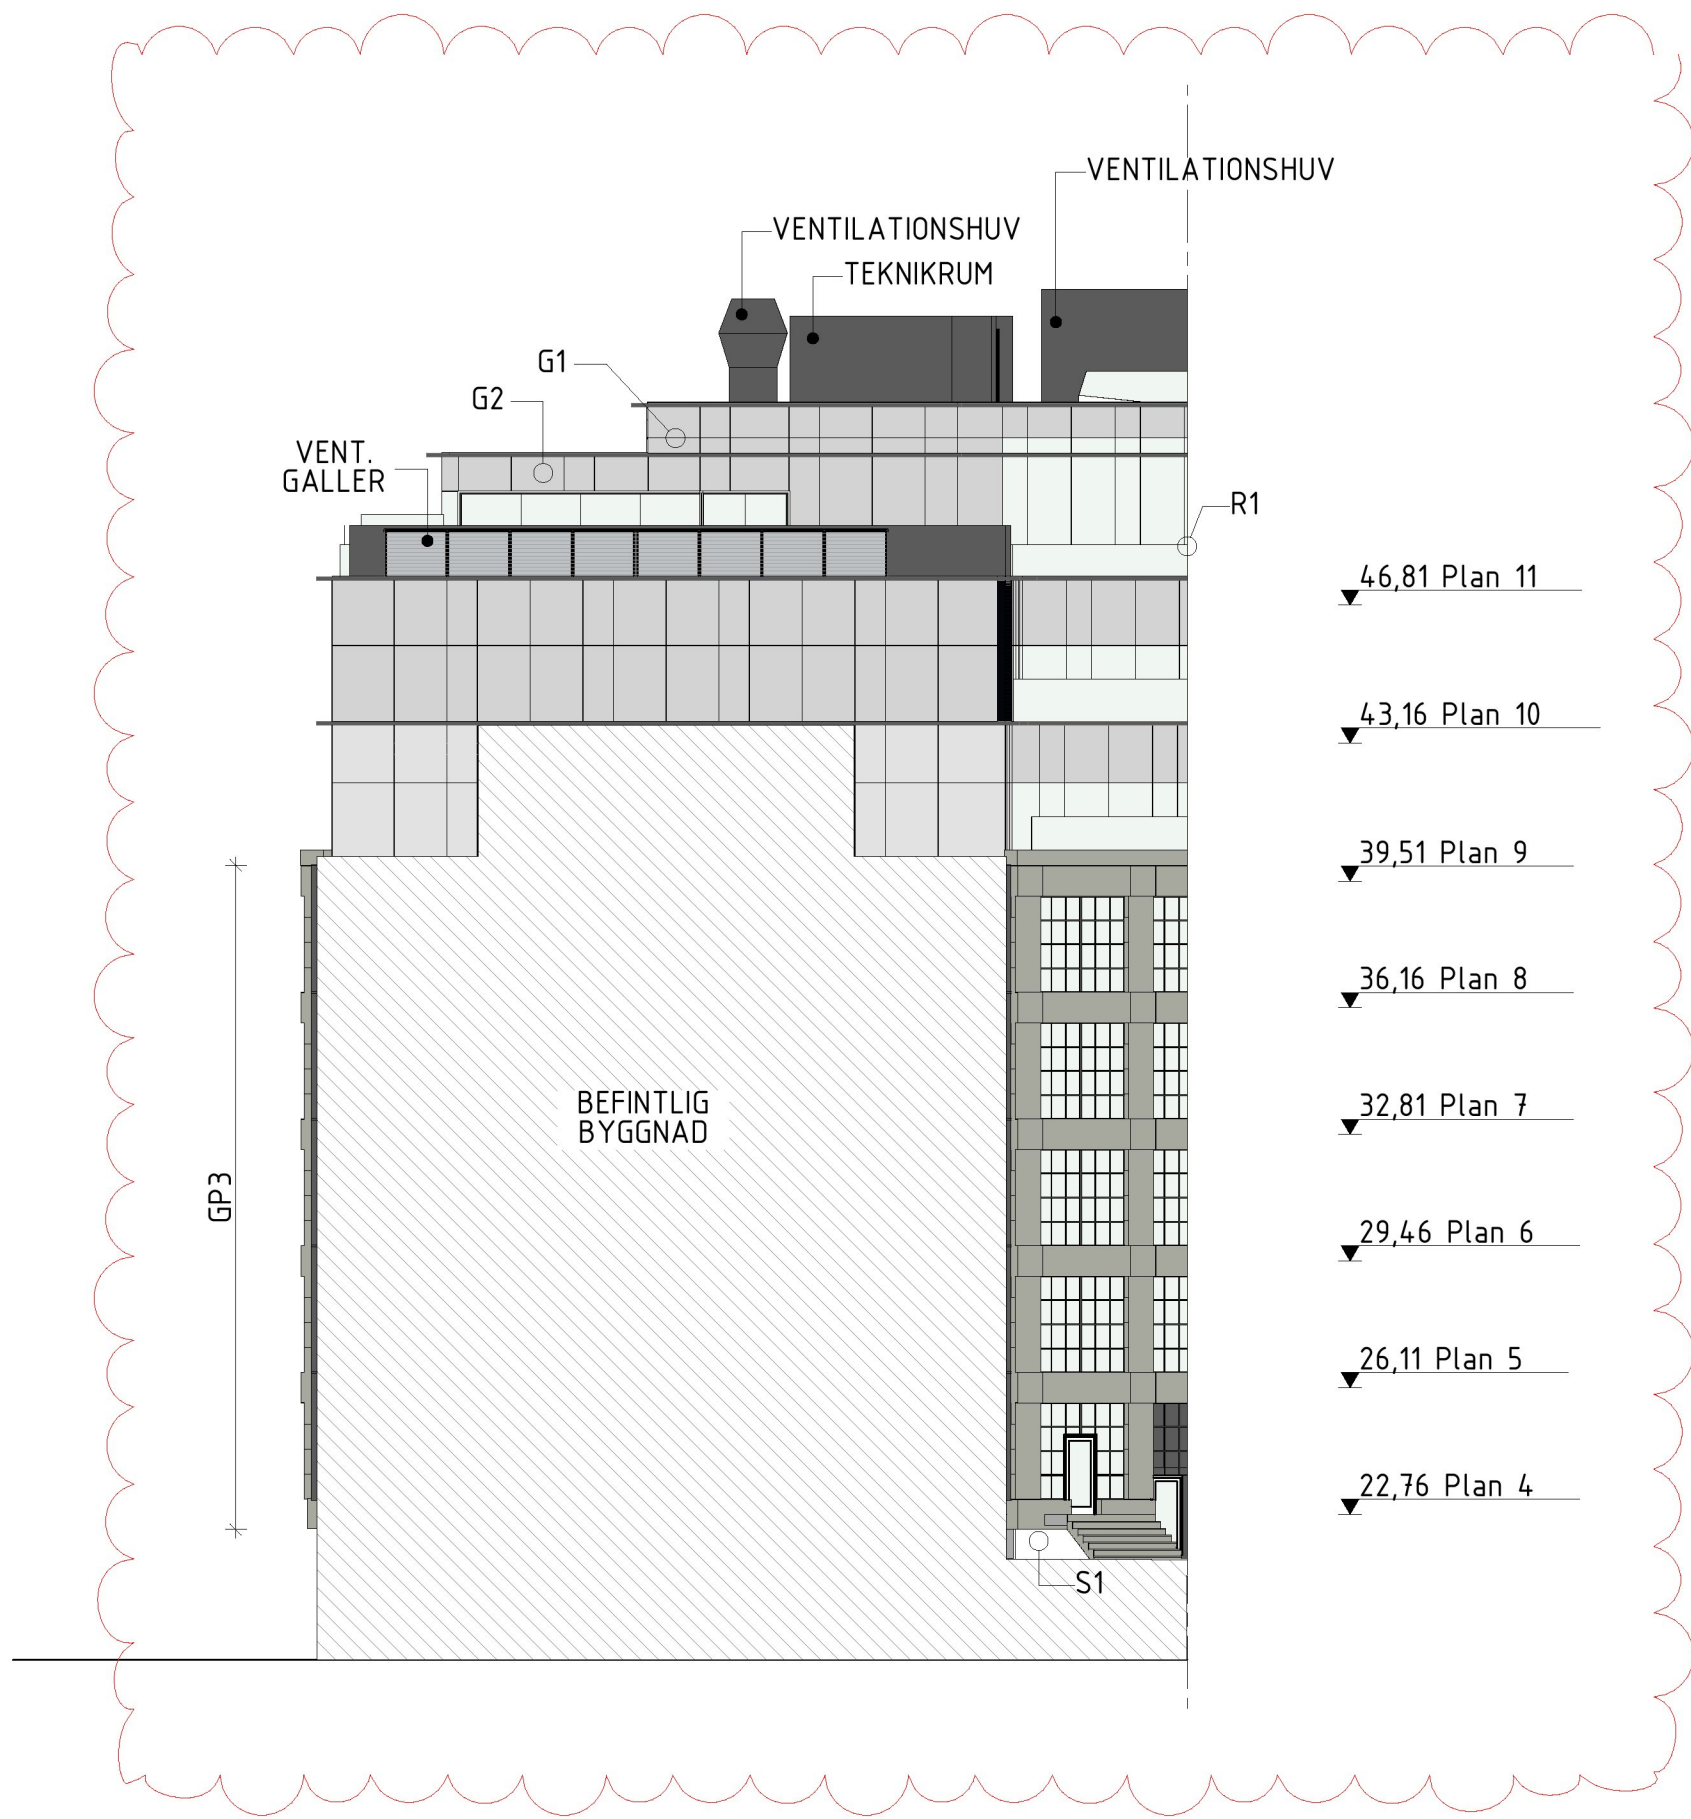 VENTILATIONSHUV
VENTILATIONSHUV
TEKNIKRUM
G1
G2
VENT.
GALLER
R1
46,81 Plan 11
43,16 Plan 10
39,51 Plan 9
36,16 Plan 8
BEFINTLIG
BYGGNAD
32,81 Plan 7
GP3
29,46 Plan 6
26,11 Plan 5
22,76 Plan 4
S1